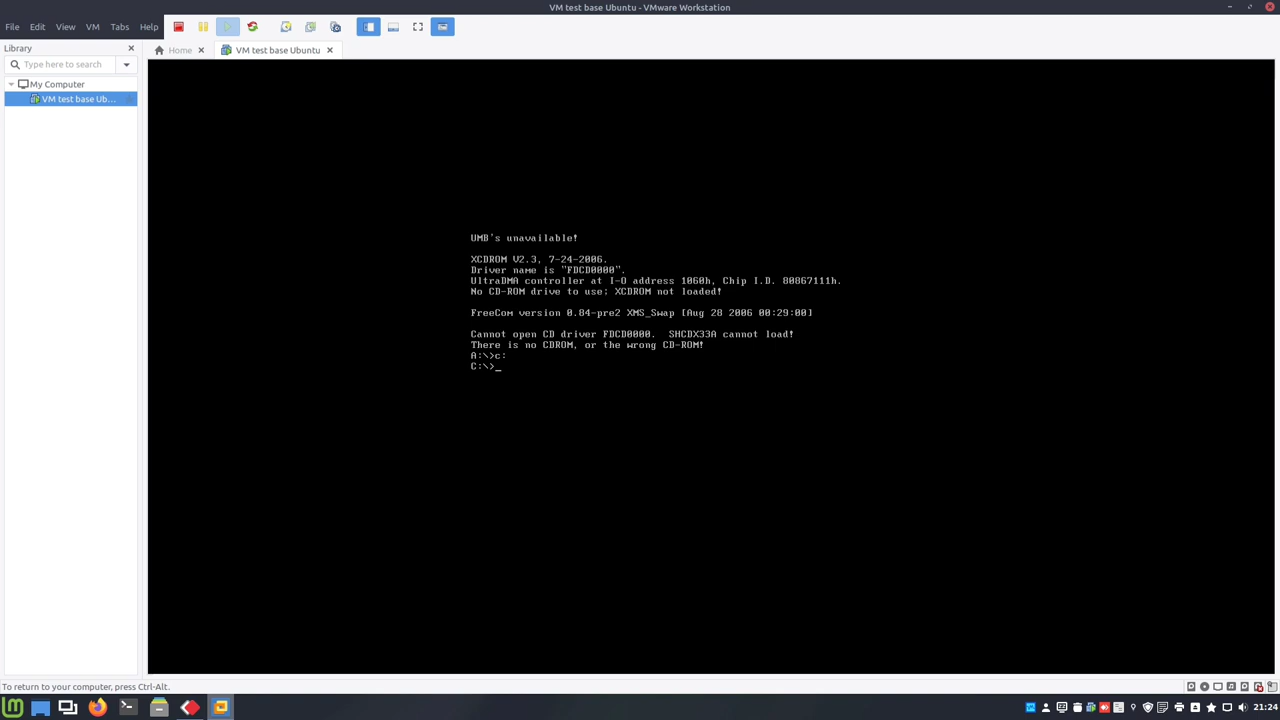 VM test base Ubuntu - VMware Workstation
File Edit View VM Tabs Help
Library
Home
VM test base Ubuntu
Type here to search
My Computer
VM test base Ub...
UMB's unavailable!
XCDROM V2.3, 7-24-2006.
Driver name is "FDCD0000".
UltraDMA controller at I-O address 1060h, Chip I.D. 80867111h.
No CD-ROM drive to use; XCDROM not loaded!
FreeCom version 0.84-pre2 XMS_Swap [Aug 28 2006 00:29:00]
Cannot open CD driver FDCD0000.  SHCDX33A cannot load!
There is no CDROM, or the wrong CD-ROM!
A:\>c:
C:\>_
To return to your computer, press Ctrl-Alt.
21:24